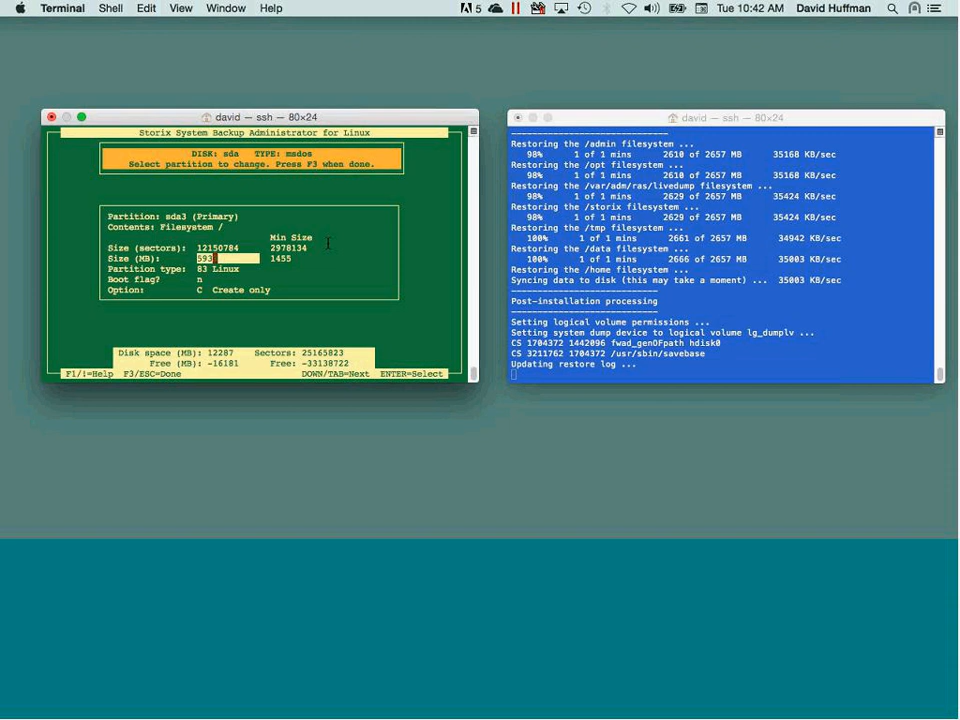 Terminal Shell Edit View Window Help
5 Tue 10:42 AM David Huffman
david — ssh — 80×24
Storix System Backup Administrator for Linux
DISK: sda TYPE: msdos
Select partition to change. Press F3 when done.
Partition: sda3 (Primary)
Contents: Filesystem /
Min Size
Size (sectors): 12150784 2978134
Size (MB): 593 1455
Partition type: 83 Linux
Boot flag? n
Option: C Create only
Disk space (MB): 12287 Sectors: 25165823
Free (MB): -16181 Free: -33138722
F1/!=Help F3/ESC=Done DOWN/TAB=Next ENTER=Select
david — ssh — 80×24
------------------------------
Restoring the /admin filesystem ...
98% 1 of 1 mins 2610 of 2657 MB 35168 KB/sec
Restoring the /opt filesystem ...
98% 1 of 1 mins 2610 of 2657 MB 35168 KB/sec
Restoring the /var/adm/ras/livedump filesystem ...
98% 1 of 1 mins 2629 of 2657 MB 35424 KB/sec
Restoring the /storix filesystem ...
98% 1 of 1 mins 2629 of 2657 MB 35424 KB/sec
Restoring the /tmp filesystem ...
100% 1 of 1 mins 2661 of 2657 MB 34942 KB/sec
Restoring the /data filesystem ...
100% 1 of 1 mins 2666 of 2657 MB 35003 KB/sec
Restoring the /home filesystem ...
Syncing data to disk (this may take a moment) ... 35003 KB/sec
------------------------------
Post-installation processing
------------------------------
Setting logical volume permissions ...
Setting system dump device to logical volume lg_dumplv ...
CS 1704372 1442096 fwad_genOFpath hdisk0
CS 3211762 1704372 /usr/sbin/savebase
Updating restore log ...